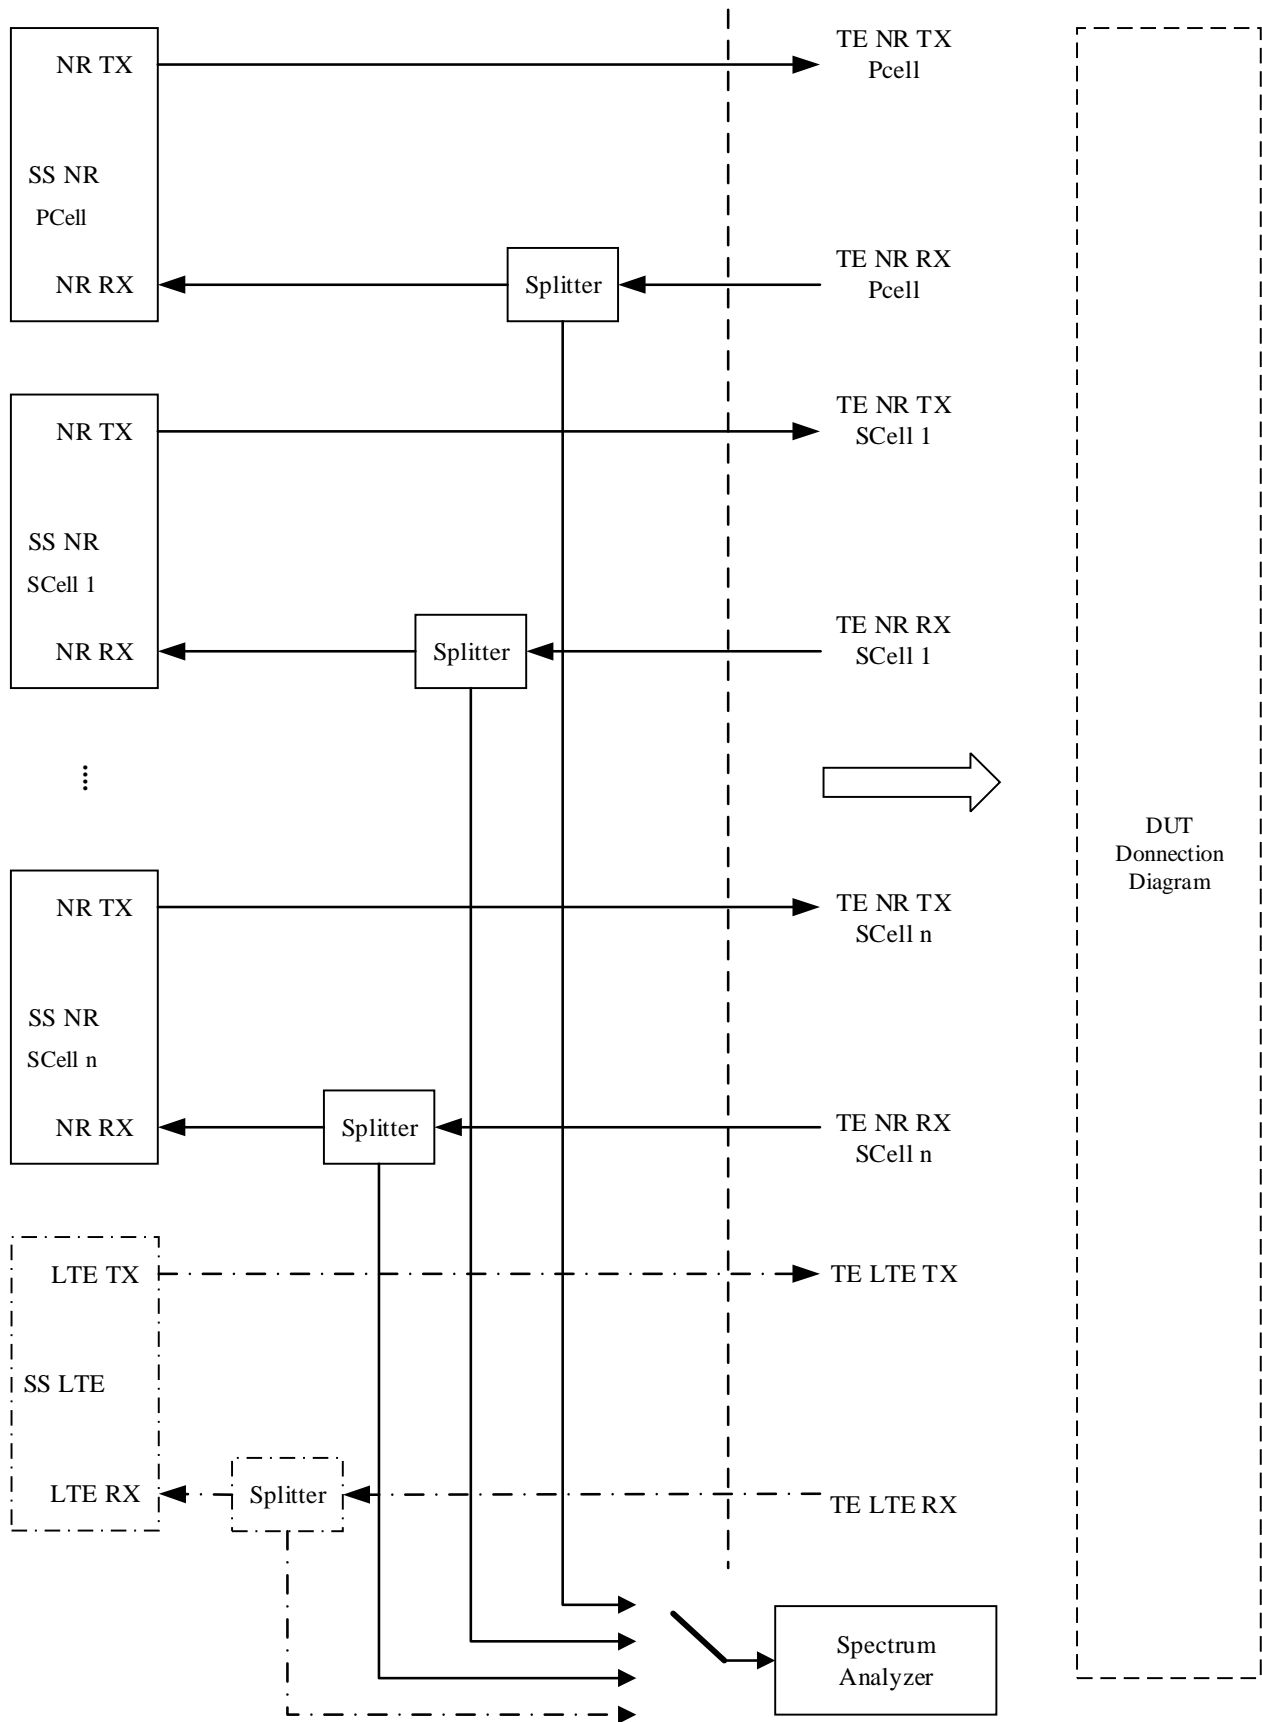 NR TX
SS NR
PCell
NR RX
Splitter
TE NR TX
Pcell
TE NR RX
Pcell
NR TX
SS NR
SCell 1
NR RX
Splitter
TE NR TX
SCell 1
TE NR RX
SCell 1
NR TX
SS NR
SCell n
NR RX
Splitter
TE NR TX
SCell n
TE NR RX
SCell n
LTE TX
SS LTE
LTE RX
Splitter
TE LTE TX
TE LTE RX
Spectrum
Analyzer
DUT
Donnection
Diagram